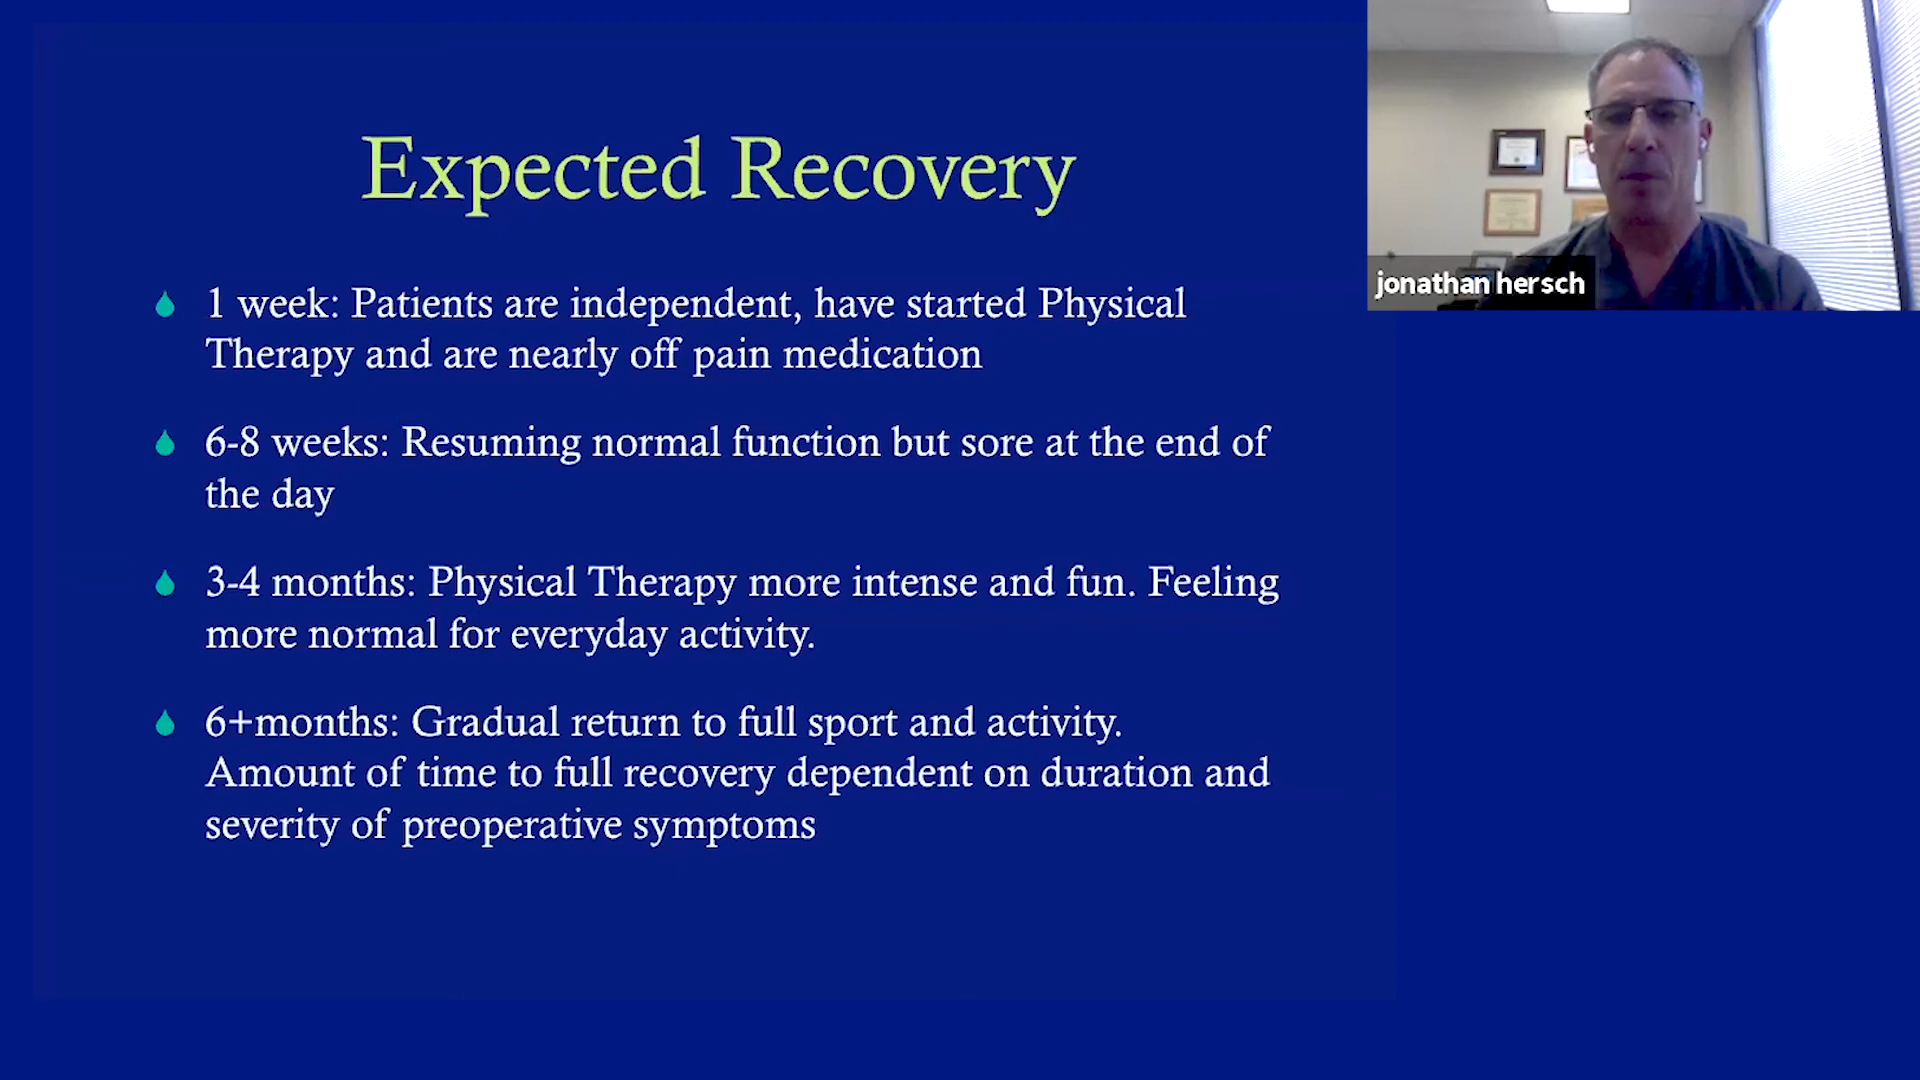 Expected Recovery
1 week: Patients are independent, have started Physical
Therapy and are nearly off pain medication
6-8 weeks: Resuming normal function but sore at the end of
the day
3-4 months: Physical Therapy more intense and fun. Feeling
more normal for everyday activity.
6+months: Gradual return to full sport and activity.
Amount of time to full recovery dependent on duration and
severity of preoperative symptoms
jonathan hersch